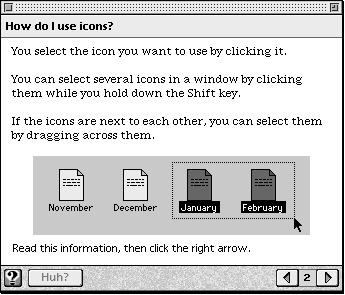 How do I use icons?
You select the icon you want to use by clicking it.
You can select several icons in a window by clicking
them while you hold down the Shift key.
If the icons are next to each other, you can select them
by dragging across them.
November December January February
Read this information, then click the right arrow.
? Huh? 2